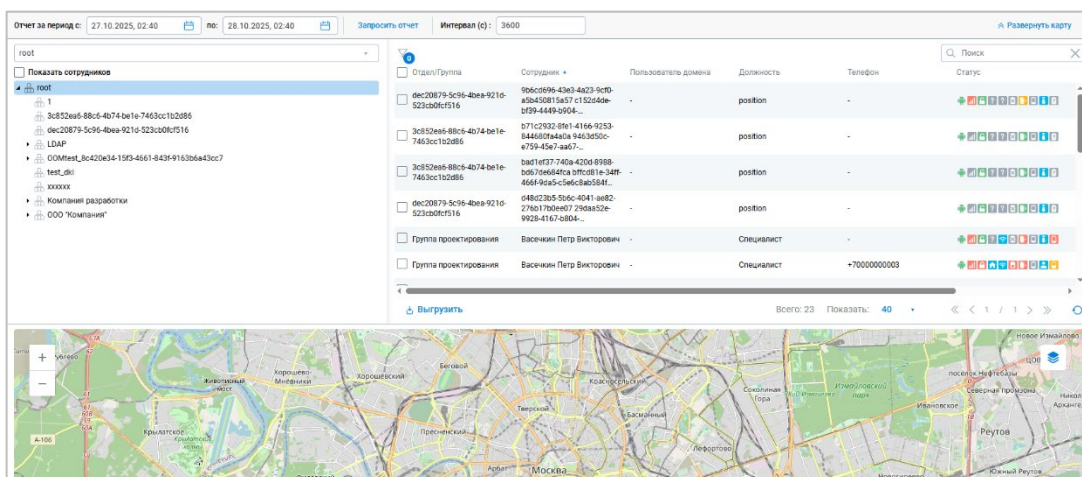 Отчет за период с: 27.10.2025, 02:40 по: 28.10.2025, 02:40 Запросить отчет Интервал (с) : 3600 Развернуть карту
root
Показать сотрудников
root
1
3c852ea6-88c6-4b74-be1e-7463cc1b2d86
dec20879-5c96-4bea-921d-523cb0fcf516
LDAP
OOMtest_8c420e34-15f3-4661-843f-9163b6a43cc7
test_dkl
xxxxxx
Компания разработки
ООО "Компания"
0
Поиск
Отдел/Группа Сотрудник Пользователь домена Должность Телефон Статус
dec20879-5c96-4bea-921d-523cb0fcf516 9b6cd696-43e3-4a23-9cf0-a5b450815a57 c152d4de-bf39-4449-b904-... - position -
3c852ea6-88c6-4b74-be1e-7463cc1b2d86 b71c2932-8fe1-4166-9253-844680fa4a0a 9463d50c-e759-45e7-aa67-... - position -
3c852ea6-88c6-4b74-be1e-7463cc1b2d86 bad1ef37-740a-420d-8988-bd67de684fca bffcd81e-34ff-466f-9da5-c5e6c8ab584f... - position -
dec20879-5c96-4bea-921d-523cb0fcf516 d48d23b5-5b6c-4041-ae82-276b17b0ee07 29daa52e-9928-4167-b804-... - position -
Группа проектирования Васечкин Петр Викторович - Специалист -
Группа проектирования Васечкин Петр Викторович - Специалист +70000000003
Выгрузить Всего: 23 Показать: 40 1 / 1
+
−
Хорошево-Мнёвники
Живописный мост
Хорошёвский
Беговой
Красносельский
Соколиная Гора
Измайловский парк
Новое Измайлово
посёлок Нефтебазы
Северная промзона
Ивановское
Крылатское
Тверской
Басманный
Пресненский
Лефортово
Реутов
А-106
Арбат
Москва
Новогиреево
Южный Реутов